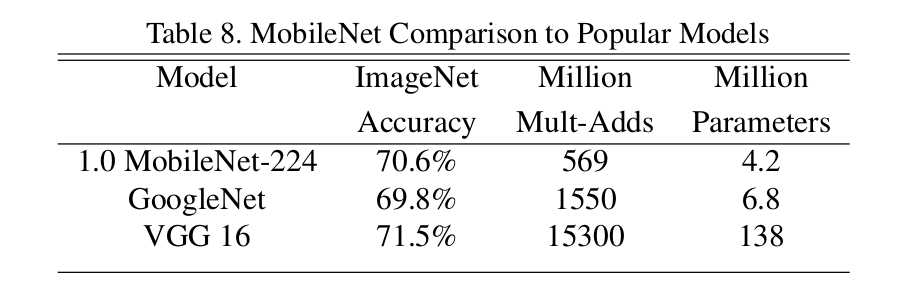 Table 8. MobileNet Comparison to Popular Models
Model ImageNet Million Million
Accuracy Mult-Adds Parameters
1.0 MobileNet-224 70.6% 569 4.2
GoogleNet 69.8% 1550 6.8
VGG 16 71.5% 15300 138